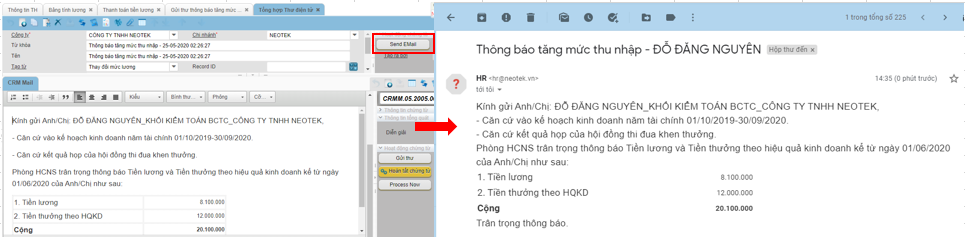 Thông tin TH
Bảng tính lương
Thanh toán tiền lương
Gửi thư thông báo tăng mức ...
Tổng hợp Thư Điện tử
Công ty
CÔNG TY TNHH NEOTEK
Chi nhánh
NEOTEK
Từ khóa
Thông báo tăng mức thu nhập - 25-05-2020 02:26:27
Send EMail
Tên
Thông báo tăng mức thu nhập - 25-05-2020 02:26:27
Tạo từ
Thay đổi mức lương
Record ID
CRM Mail
Kiểu
Bình thư...
Phông
Cỡ...
Kính gửi Anh/Chị: ĐỖ ĐĂNG NGUYÊN_KHỐI KIỂM TOÁN BCTC_CÔNG TY TNHH NEOTEK,
- Căn cứ vào kế hoạch kinh doanh năm tài chính 01/10/2019-30/09/2020.
- Căn cứ kết quả họp của hội đồng thi đua khen thưởng.
Phòng HCNS trân trọng thông báo Tiền lương và Tiền thưởng theo hiệu quả kinh doanh kể từ ngày
01/06/2020 của Anh/Chị như sau:
1. Tiền lương 8.100.000
2. Tiền thưởng theo HQKD 12.000.000
Cộng 20.100.000
CRMM.05.2005.00
Thông tin chứng từ
Thông tin tổng quát
Diễn giải
Hoạt động chứng từ
Gửi thư
Hoàn tất chứng từ
Process Now
1 trong tổng số 225
Thông báo tăng mức thu nhập - ĐỖ ĐĂNG NGUYÊN
Hộp thư đến x
HR <hr@neotek.vn>
14:35 (0 phút trước)
tới tôi
Kính gửi Anh/Chị: ĐỖ ĐĂNG NGUYÊN_KHỐI KIỂM TOÁN BCTC_CÔNG TY TNHH NEOTEK,
- Căn cứ vào kế hoạch kinh doanh năm tài chính 01/10/2019-30/09/2020.
- Căn cứ kết quả họp của hội đồng thi đua khen thưởng.
Phòng HCNS trân trọng thông báo Tiền lương và Tiền thưởng theo hiệu quả kinh doanh kể từ ngày 01/06/2020
của Anh/Chị như sau:
1. Tiền lương 8.100.000
2. Tiền thưởng theo HQKD 12.000.000
Cộng 20.100.000
Trân trọng thông báo.